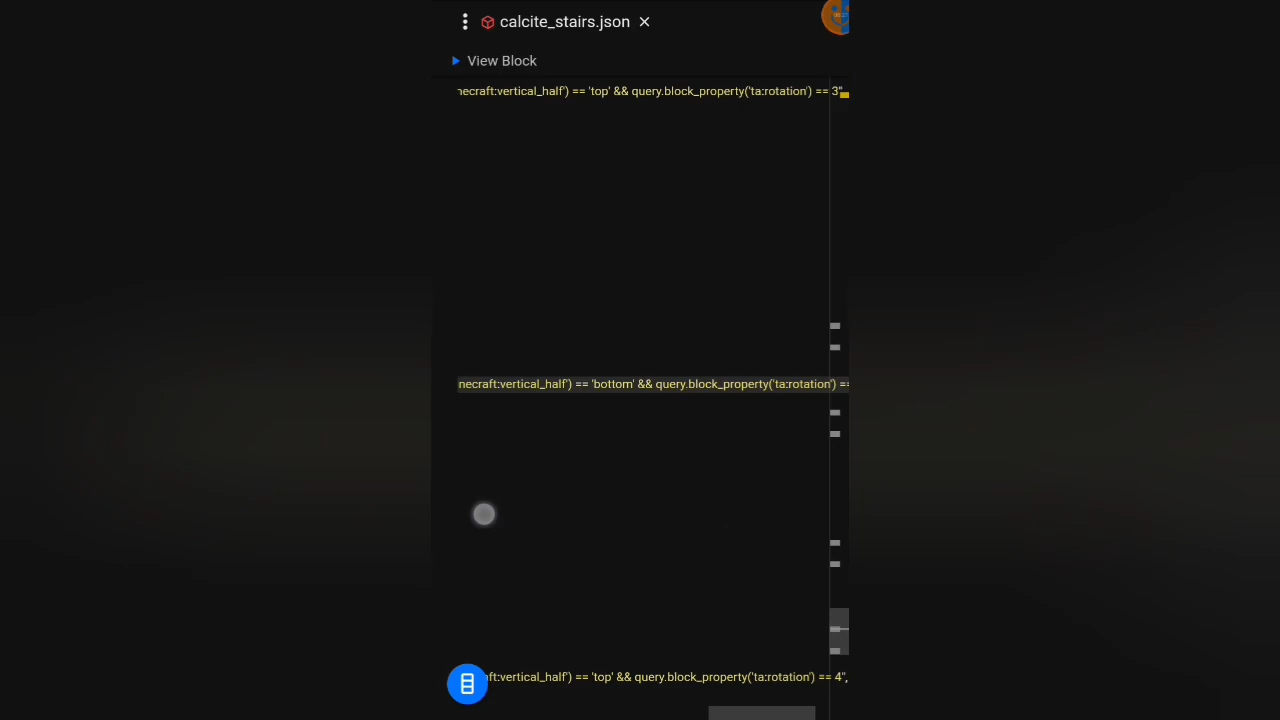 calcite_stairs.json
View Block
necraft:vertical_half') == 'top' && query.block_property('ta:rotation') == 3"
necraft:vertical_half') == 'bottom' && query.block_property('ta:rotation') ==
aft:vertical_half') == 'top' && query.block_property('ta:rotation') == 4",